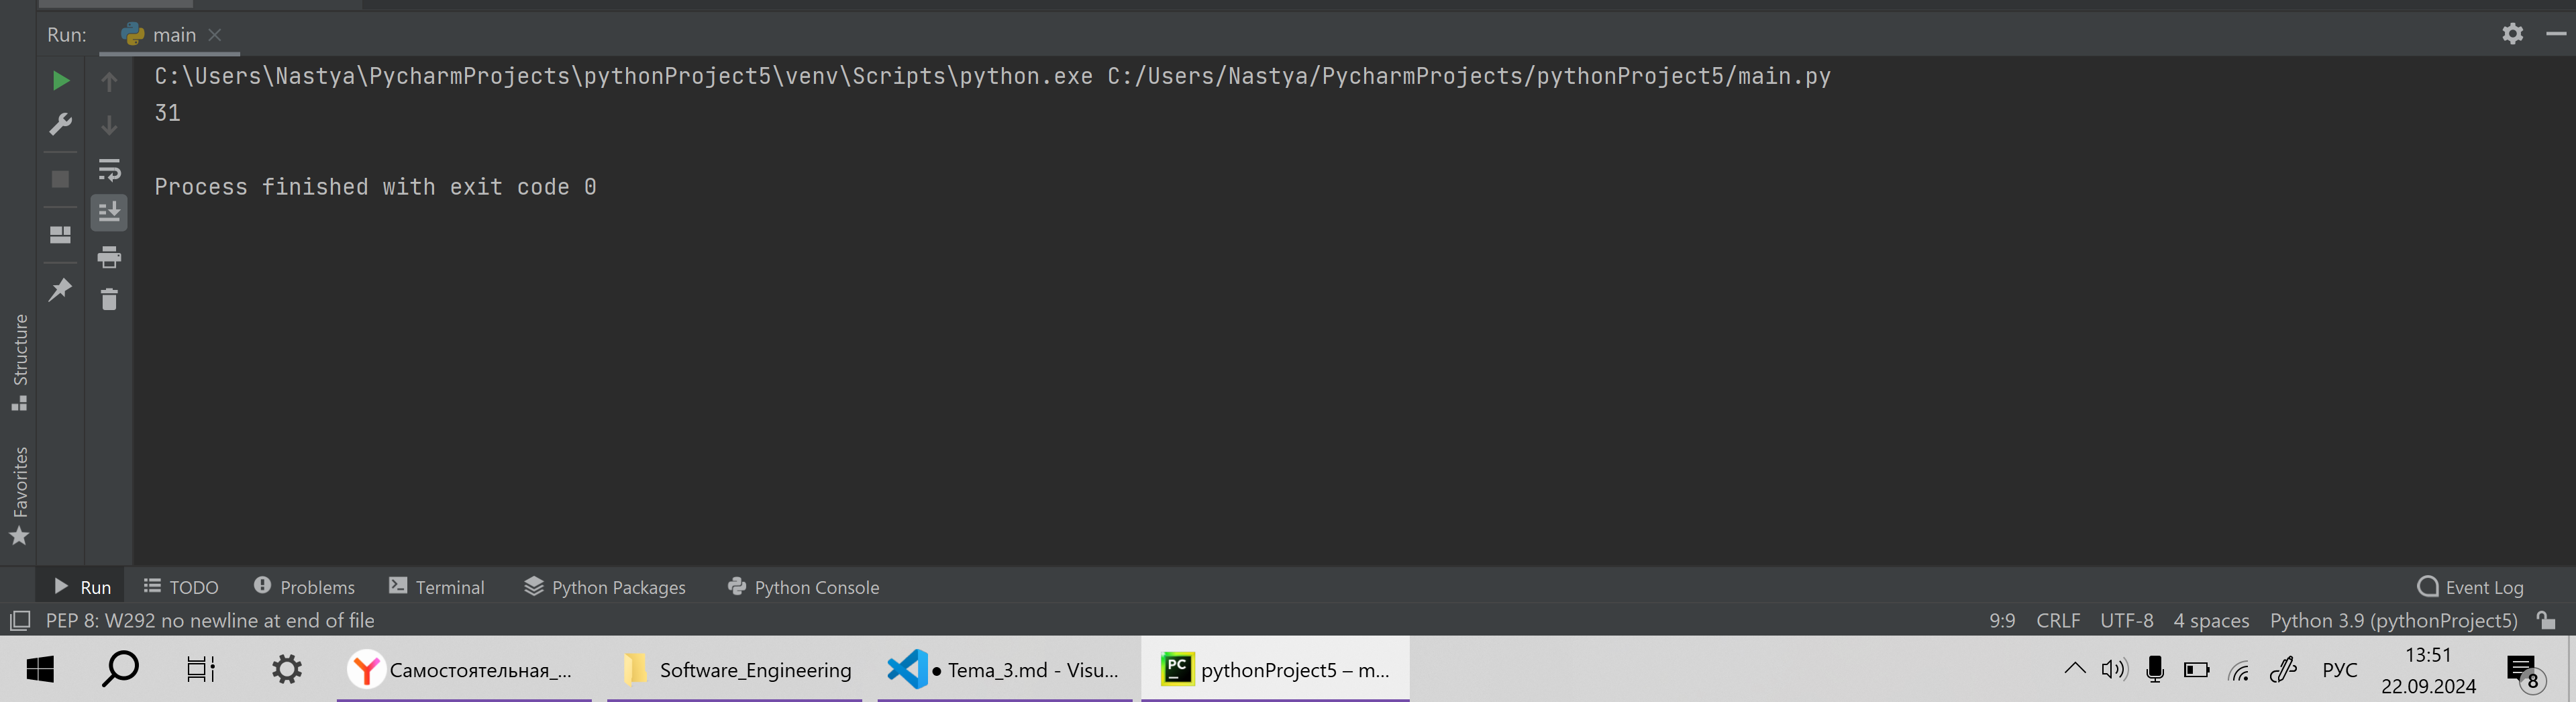 Run: main
C:\Users\Nastya\PycharmProjects\pythonProject5\venv\Scripts\python.exe C:/Users/Nastya/PycharmProjects/pythonProject5/main.py
31
Process finished with exit code 0
Structure
Favorites
Run TODO Problems Terminal Python Packages Python Console Event Log
PEP 8: W292 no newline at end of file 9:9 CRLF UTF-8 4 spaces Python 3.9 (pythonProject5)
Самостоятельная_... Software_Engineering ● Tema_3.md - Visu... PC pythonProject5 – m... РУС 13:51
22.09.2024 8